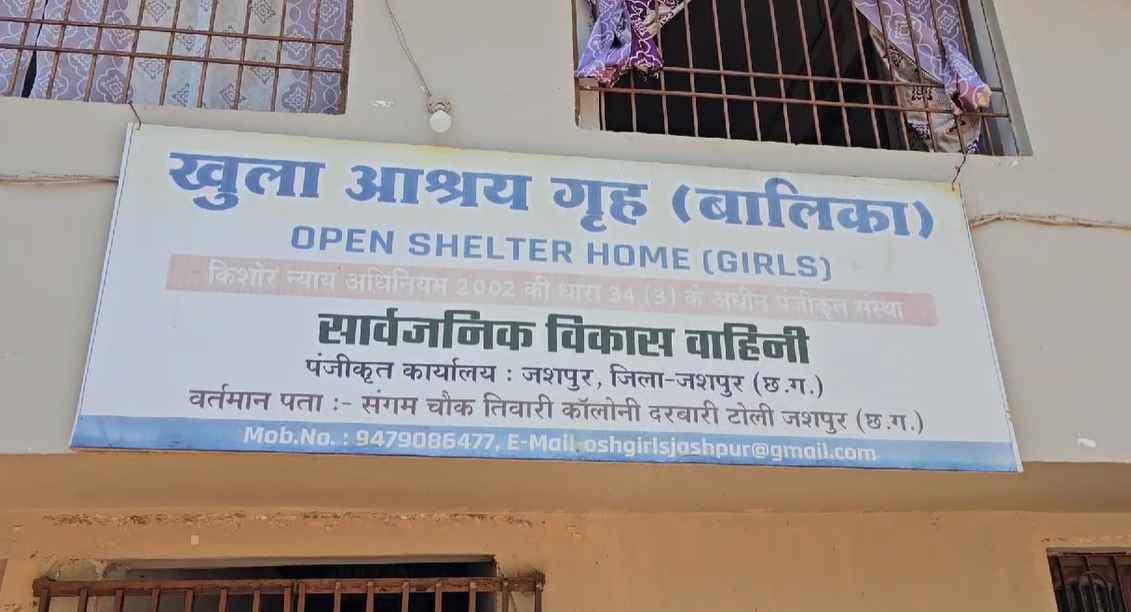 खुला आश्रय गृह (बालिका)
OPEN SHELTER HOME (GIRLS)
किशोर न्याय अधिनियम 2002 की धारा 34 (3) के अधीन पंजीकृत संस्था
सार्वजनिक विकास वाहिनी
पंजीकृत कार्यालय : जशपुर, जिला-जशपुर (छ.ग.)
वर्तमान पता :- संगम चौक तिवारी कॉलोनी दरबारी टोली जशपुर (छ.ग.)
Mob.No. : 9479086477, E-Mail:oshgirlsjashpur@gmail.com